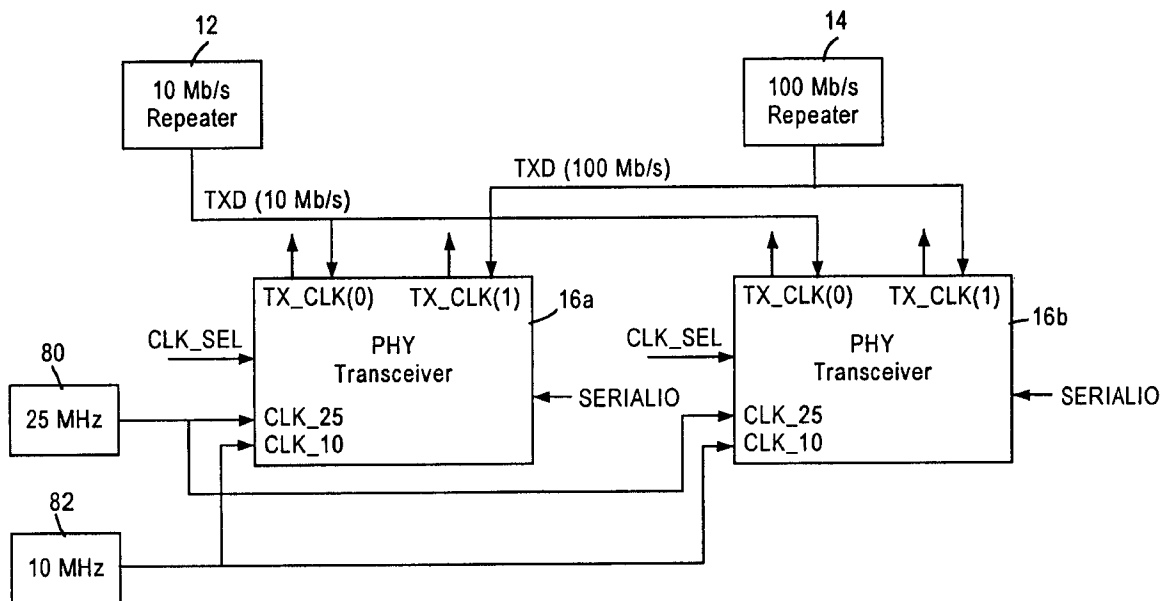 12
14
10 Mb/s
Repeater
100 Mb/s
Repeater
TXD (100 Mb/s)
TXD (10 Mb/s)
TX_CLK(0) TX_CLK(1)
16a
TX_CLK(0) TX_CLK(1)
16b
CLK_SEL
PHY
Transceiver
CLK_SEL
PHY
Transceiver
80
25 MHz
SERIALIO
SERIALIO
CLK_25
CLK_10
CLK_25
CLK_10
82
10 MHz